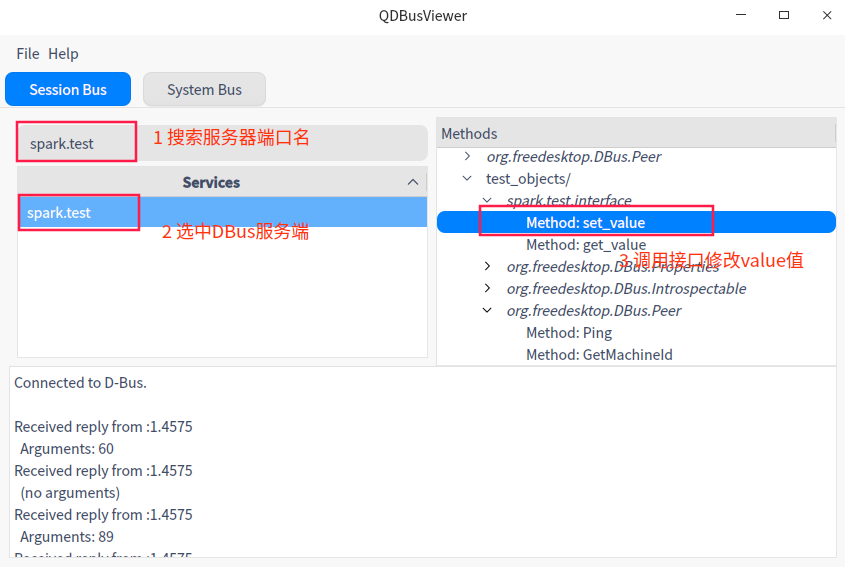 QDBusViewer
File Help
Session Bus
System Bus
spark.test
1 搜索服务器端口名
Services
spark.test
2 选中DBus服务端
Methods
org.freedesktop.DBus.Peer
test_objects/
spark.test.interface
Method: set_value
Method: get_value
3 调用接口修改value值
org.freedesktop.DBus.Properties
org.freedesktop.DBus.Introspectable
org.freedesktop.DBus.Peer
Method: Ping
Method: GetMachineId
Connected to D-Bus.
Received reply from :1.4575
Arguments: 60
Received reply from :1.4575
(no arguments)
Received reply from :1.4575
Arguments: 89
Received reply from :1.4575